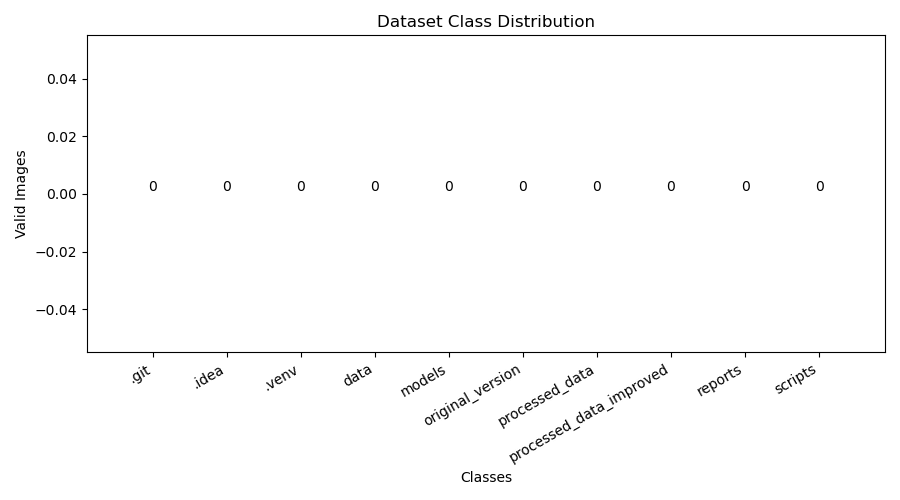 Dataset Class Distribution
Valid Images
0.04
0.02
0.00
−0.02
−0.04
0 0 0 0 0 0 0 0 0 0
.git
.idea
.venv
data
models
original_version
processed_data
processed_data_improved
reports
scripts
Classes